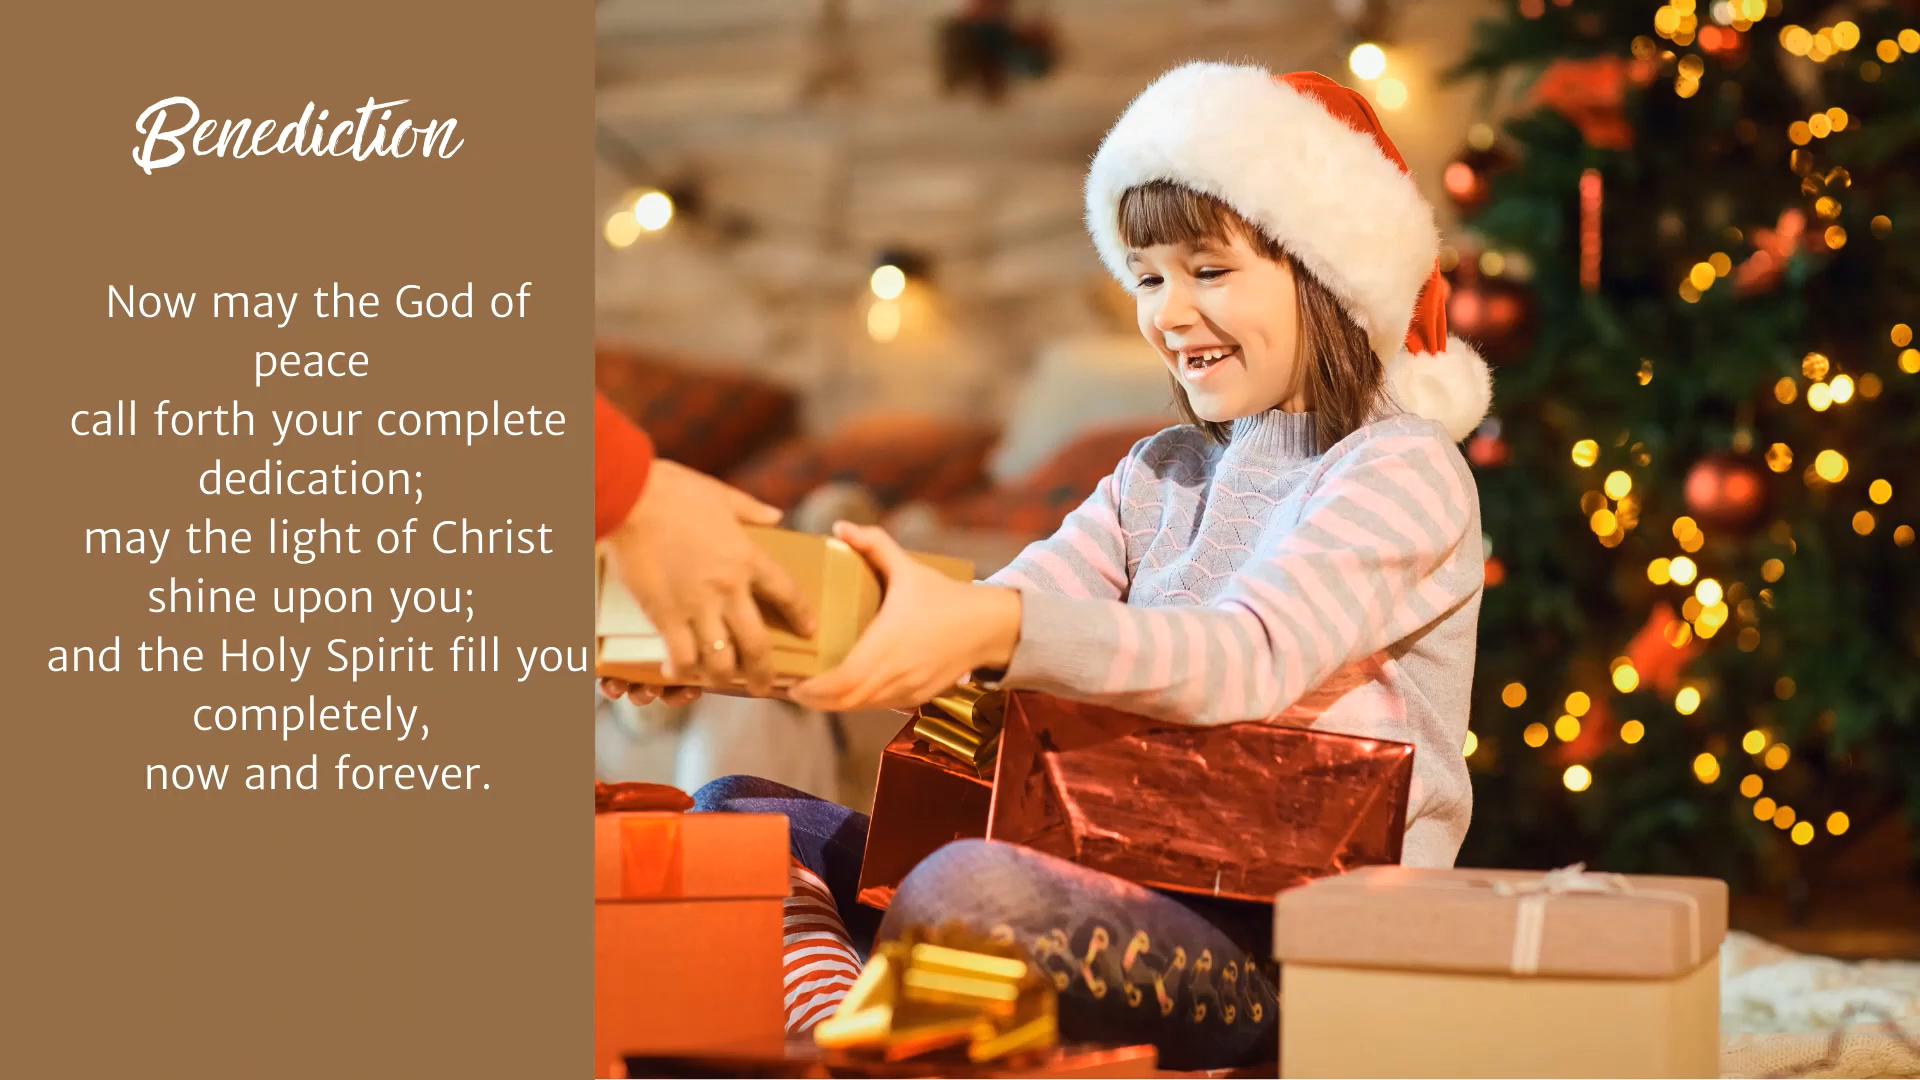 Benediction
Now may the God of
peace
call forth your complete
dedication;
may the light of Christ
shine upon you;
and the Holy Spirit fill you
completely,
now and forever.